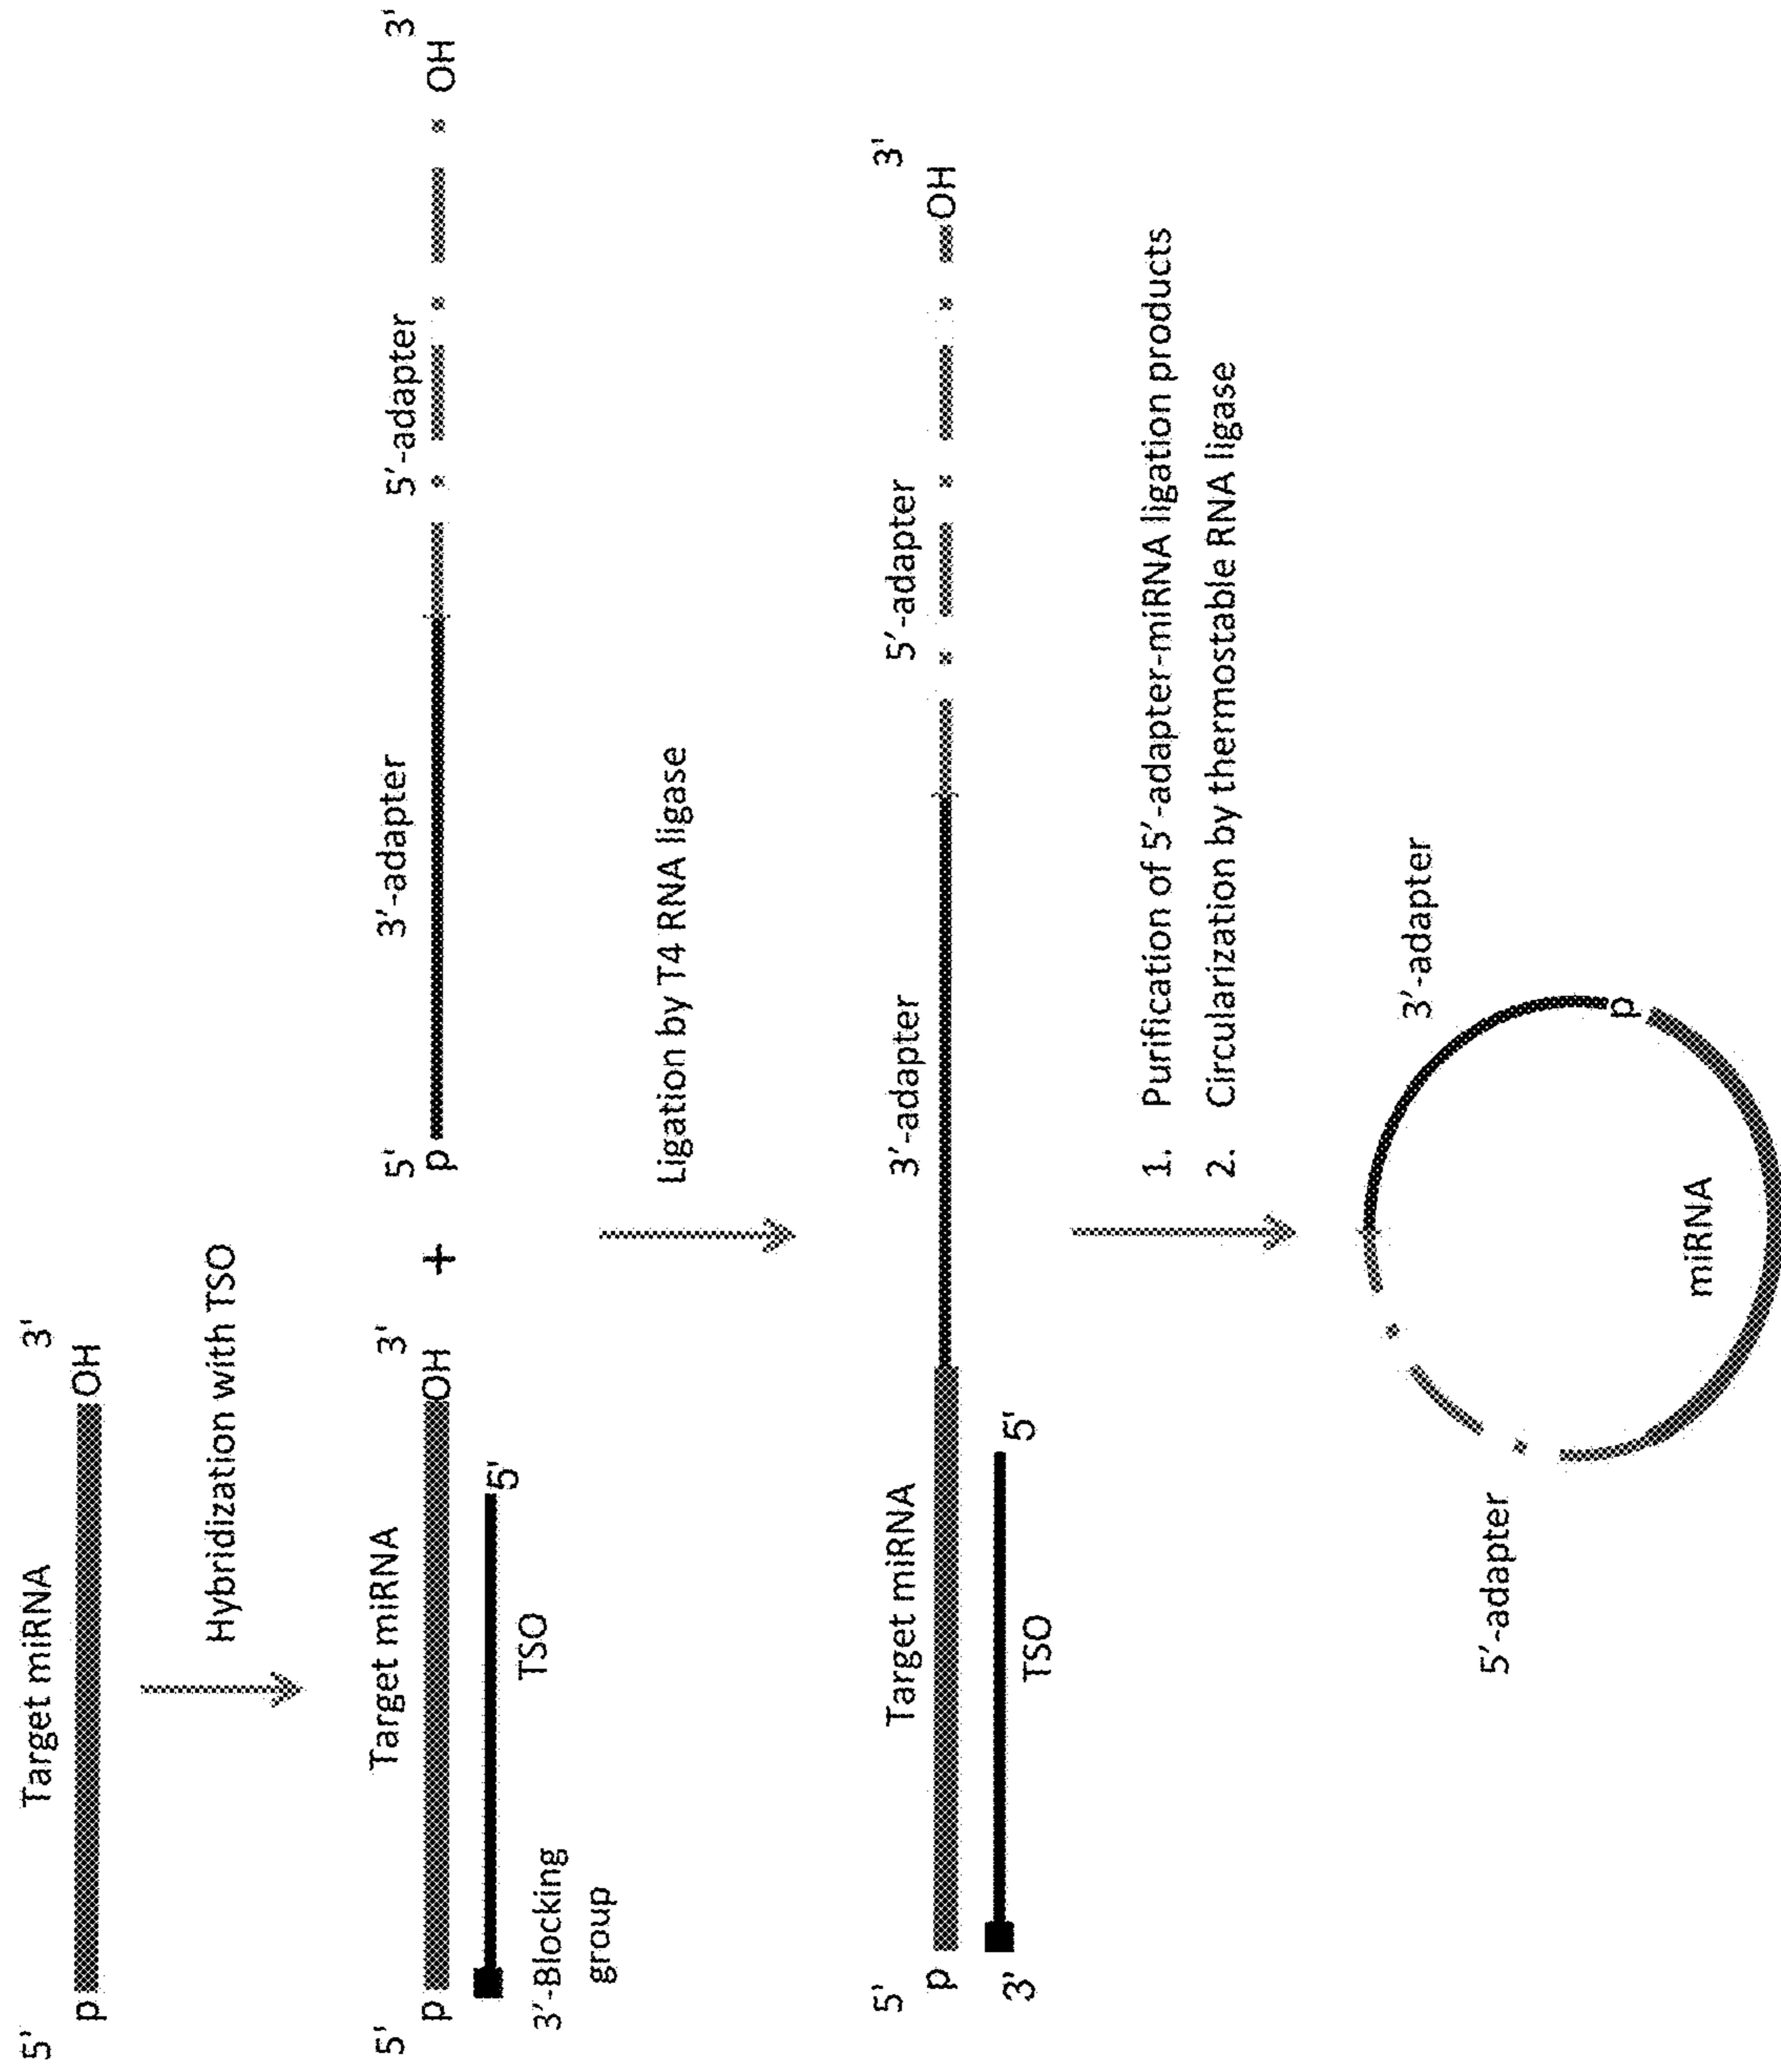 Target miRNA
5' 3'
p OH
Hybridization with TSO
Target miRNA 3'-adapter 5'-adapter
5' 3' 5' 3'
p OH + p OH
5'
3'-Blocking
group
TSO
Ligation by T4 RNA ligase
Target miRNA 3'-adapter 5'-adapter
5' 3'
p OH
3' 5'
TSO
1. Purification of 5'-adapter-miRNA ligation products
2. Circularization by thermostable RNA ligase
3'-adapter
5'-adapter
p
miRNA